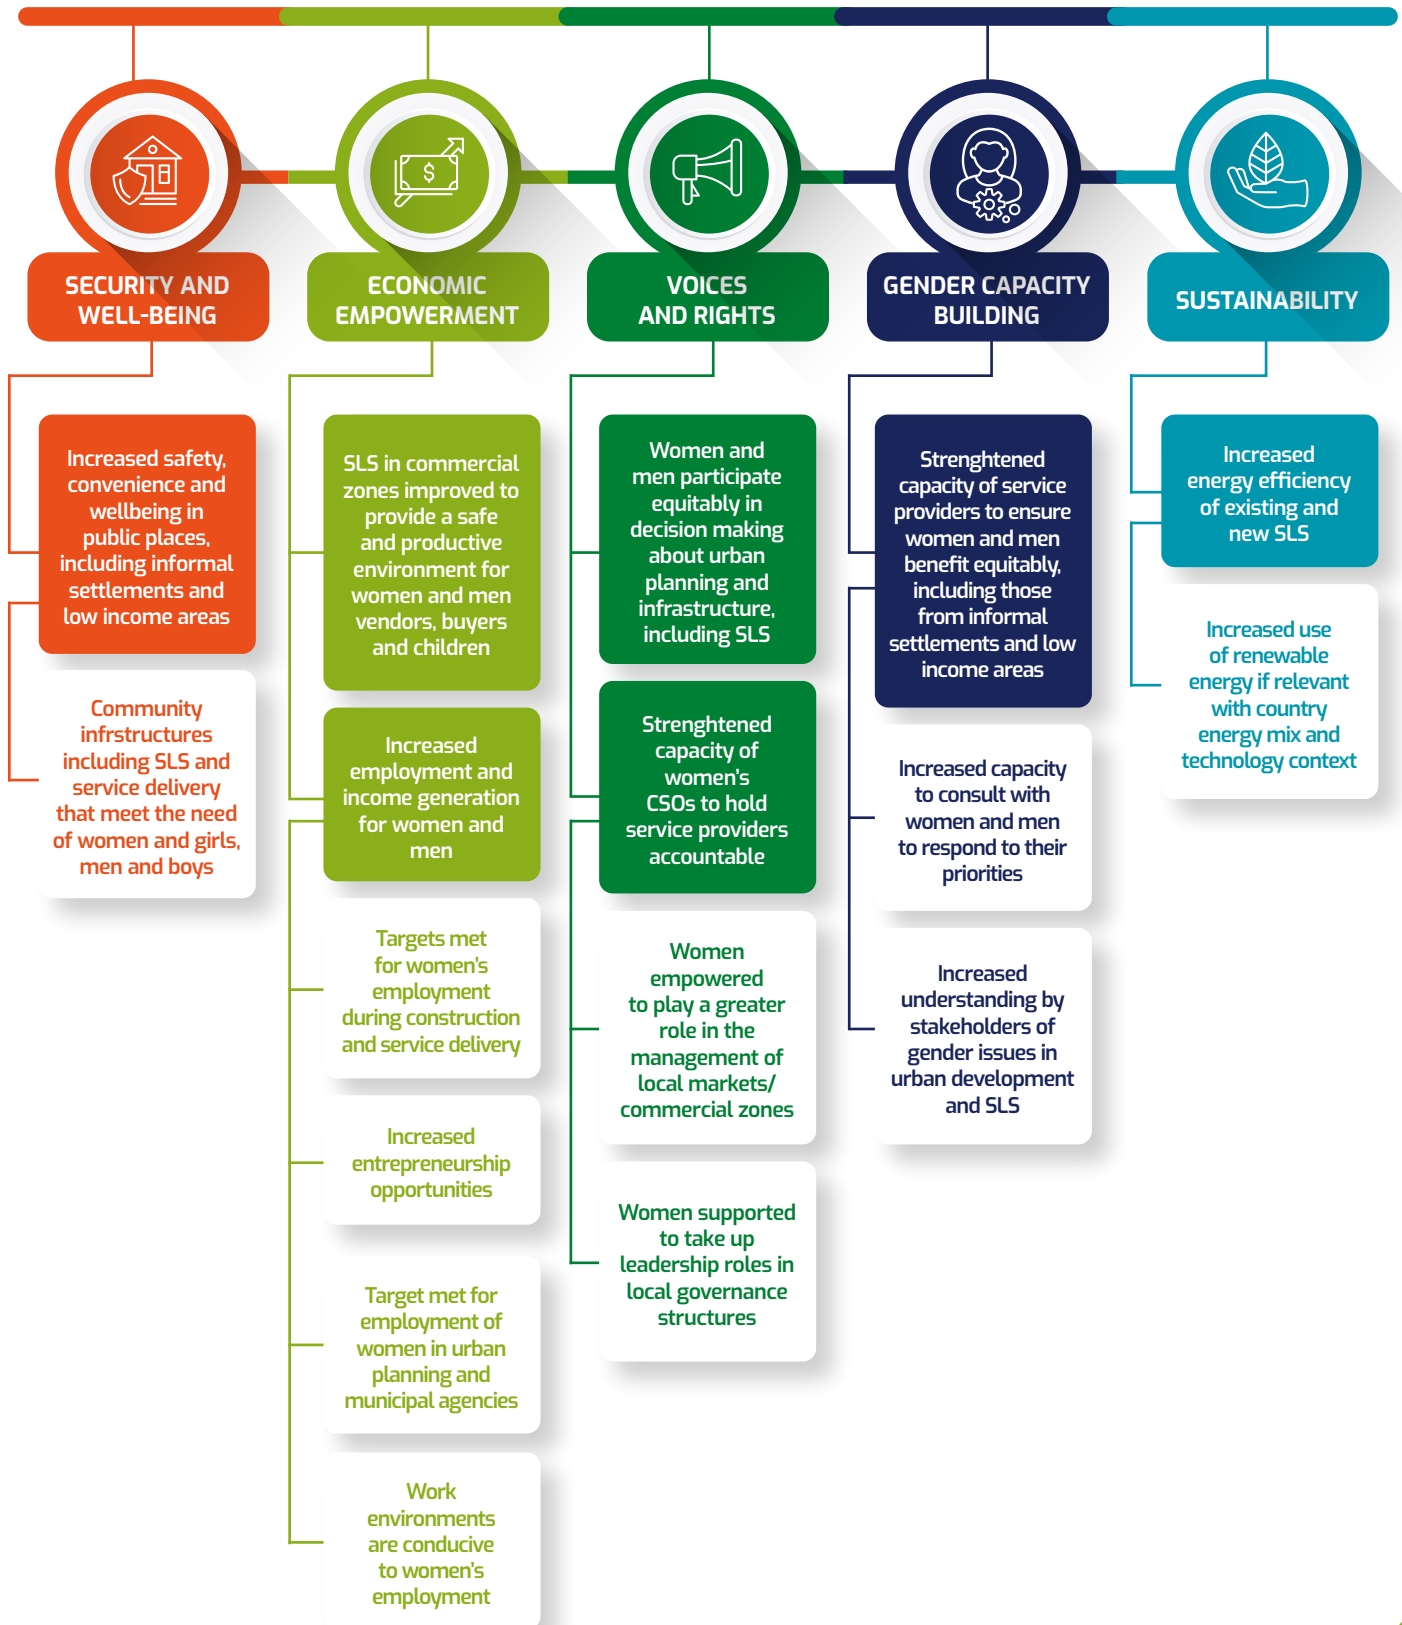 SECURITY AND
WELL-BEING
Increased safety,
convenience and
wellbeing in
public places,
including informal
settlements and
low income areas
Community
infrstructures
including SLS and
service delivery
that meet the need
of women and girls,
men and boys
$
ECONOMIC
EMPOWERMENT
SLS in commercial
zones improved to
provide a safe
and productive
environment for
women and men
vendors, buyers
and children
Increased
employment and
income generation
for women and
men
Targets met
for women's
employment
during construction
and service delivery
Increased
entrepreneurship
opportunities
Target met for
employment of
women in urban
planning and
municipal agencies
Work
environments
are conducive
to women's
employment
VOICES
AND RIGHTS
Women and
men participate
equitably in
decision making
about urban
planning and
infrastructure,
including SLS
Strenghtened
capacity of
women's
CSOs to hold
service providers
accountable
Women
empowered
to play a greater
role in the
management of
local markets/
commercial zones
Women supported
to take up
leadership roles in
local governance
structures
GENDER CAPACITY
BUILDING
Strenghtened
capacity of service
providers to ensure
women and men
benefit equitably,
including those
from informal
settlements and low
income areas
Increased capacity
to consult with
women and men
to respond to their
priorities
Increased
understanding by
stakeholders of
gender issues in
urban development
and SLS
SUSTAINABILITY
Increased
energy efficiency
of existing and
new SLS
Increased use
of renewable
energy if relevant
with country
energy mix and
technology context